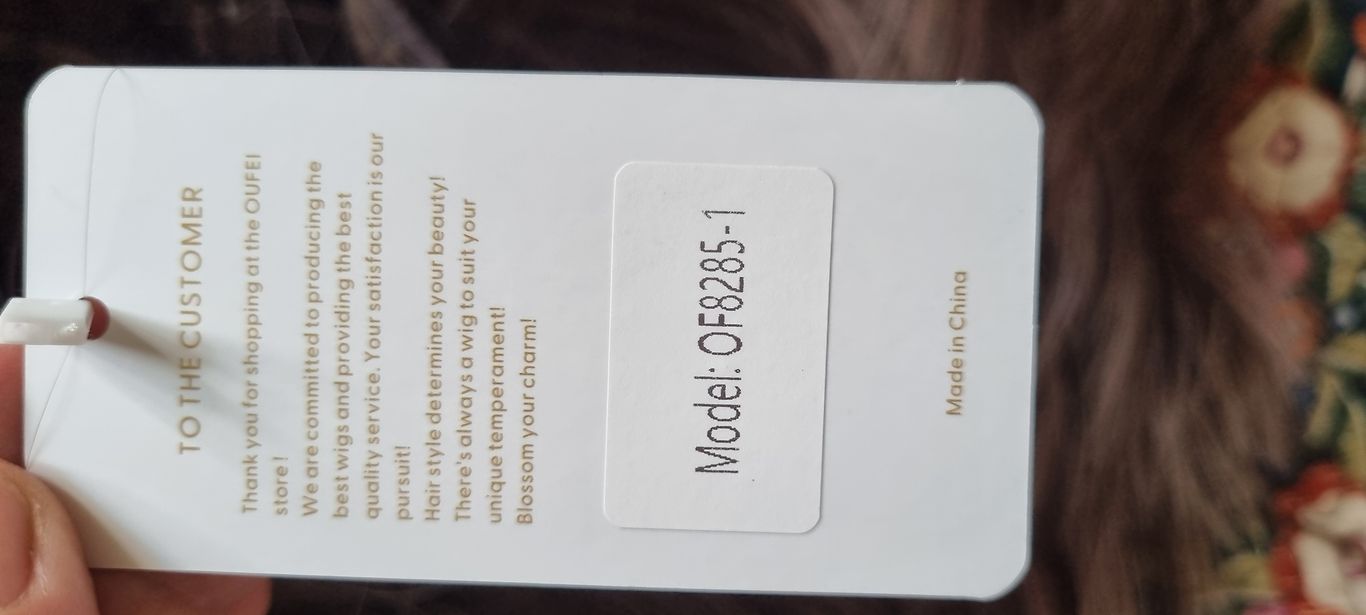 TO THE CUSTOMER
Thank you for shopping at the OUFEI
store!
We are committed to producing the
best wigs and providing the best
quality service. Your satisfaction is our
pursuit!
Hair style determines your beauty!
There's always a wig to suit your
unique temperament!
Blossom your charm!
Model: OF8285-1
Made in China